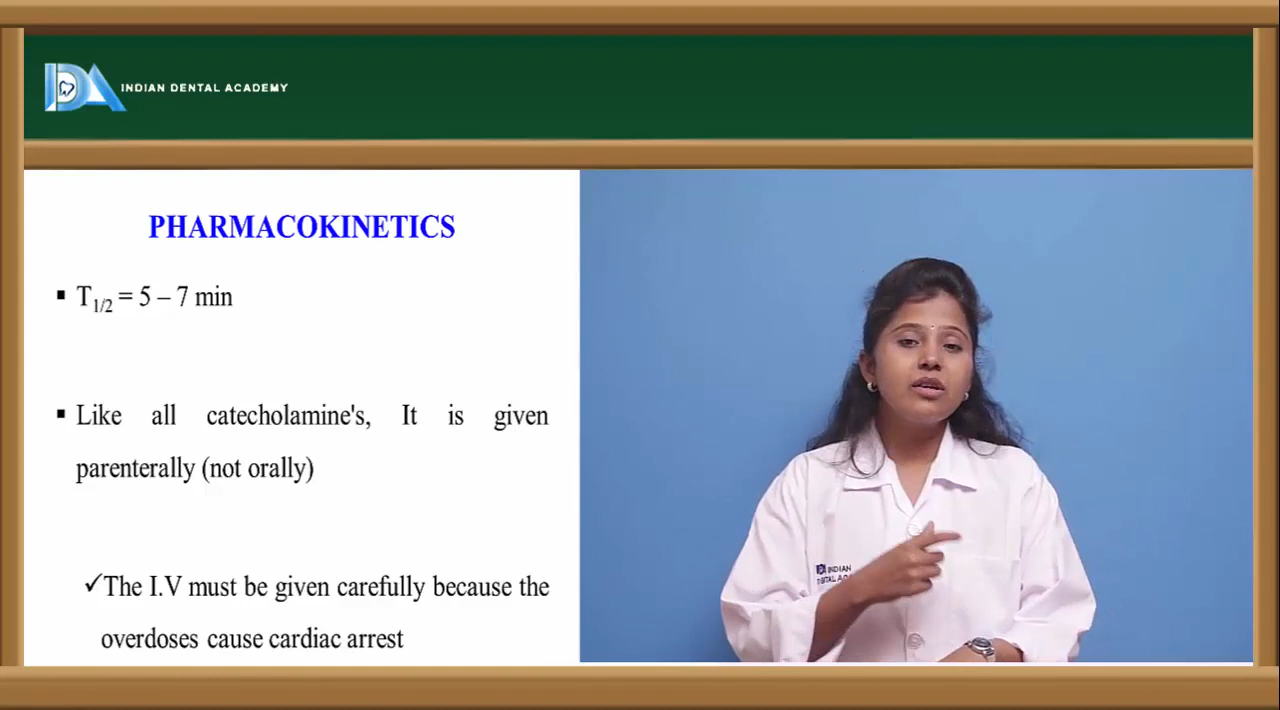 INDIAN DENTAL ACADEMY
PHARMACOKINETICS
▪ T1/2 = 5 – 7 min
▪ Like all catecholamine's, It is given
parenterally (not orally)
✓The I.V must be given carefully because the
overdoses cause cardiac arrest
INDIAN